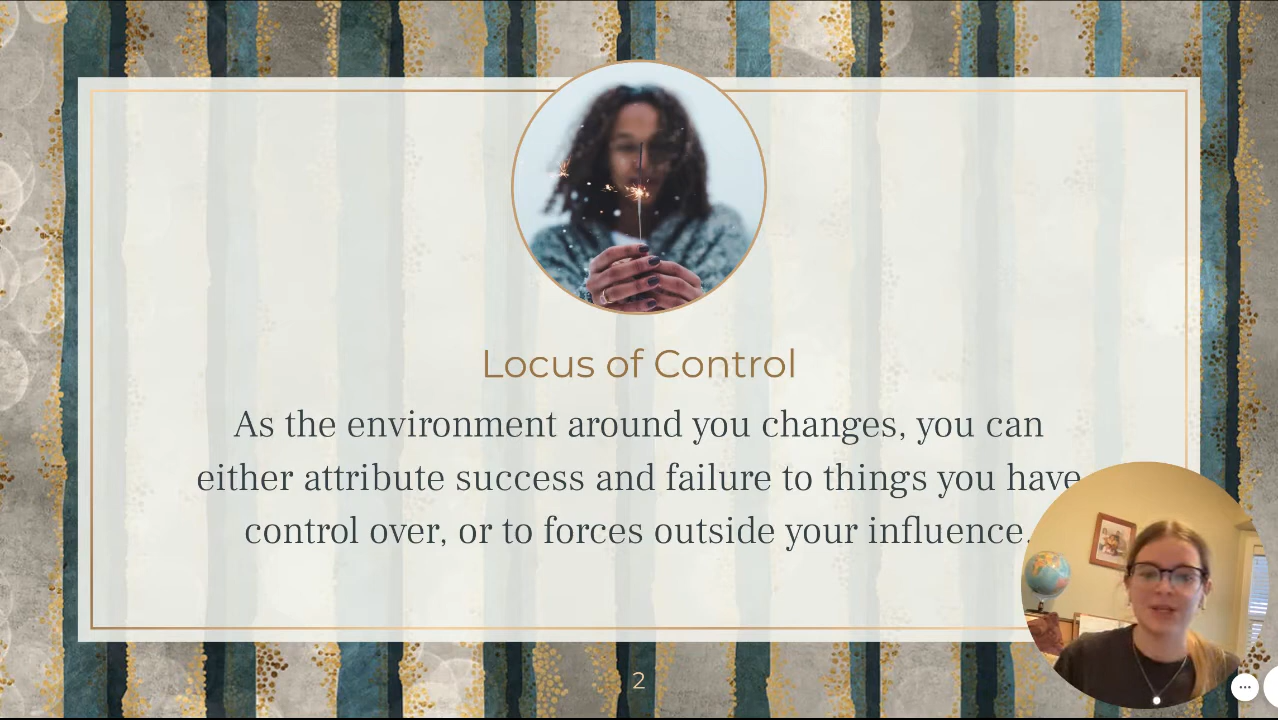 Locus of Control
As the environment around you changes, you can
either attribute success and failure to things you have
control over, or to forces outside your influence.
2